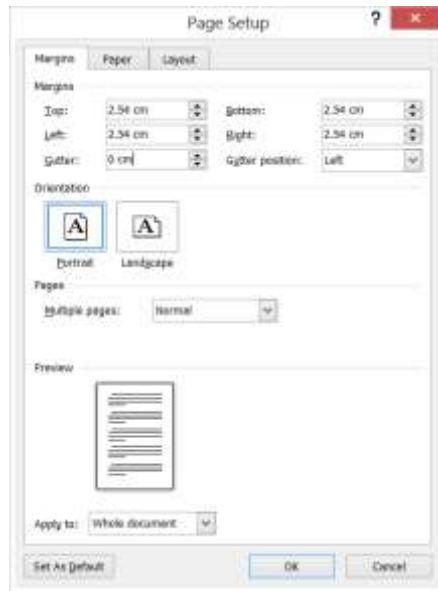 Page Setup ?
Margins Paper Layout
Margins
Top: 2.54 cm Bottom: 2.54 cm
Left: 2.54 cm Right: 2.54 cm
Gutter: 0 cm Gutter position: Left
Orientation
A A
Portrait Landscape
Pages
Multiple pages: Normal
Preview
Apply to: Whole document
Set As Default OK Cancel